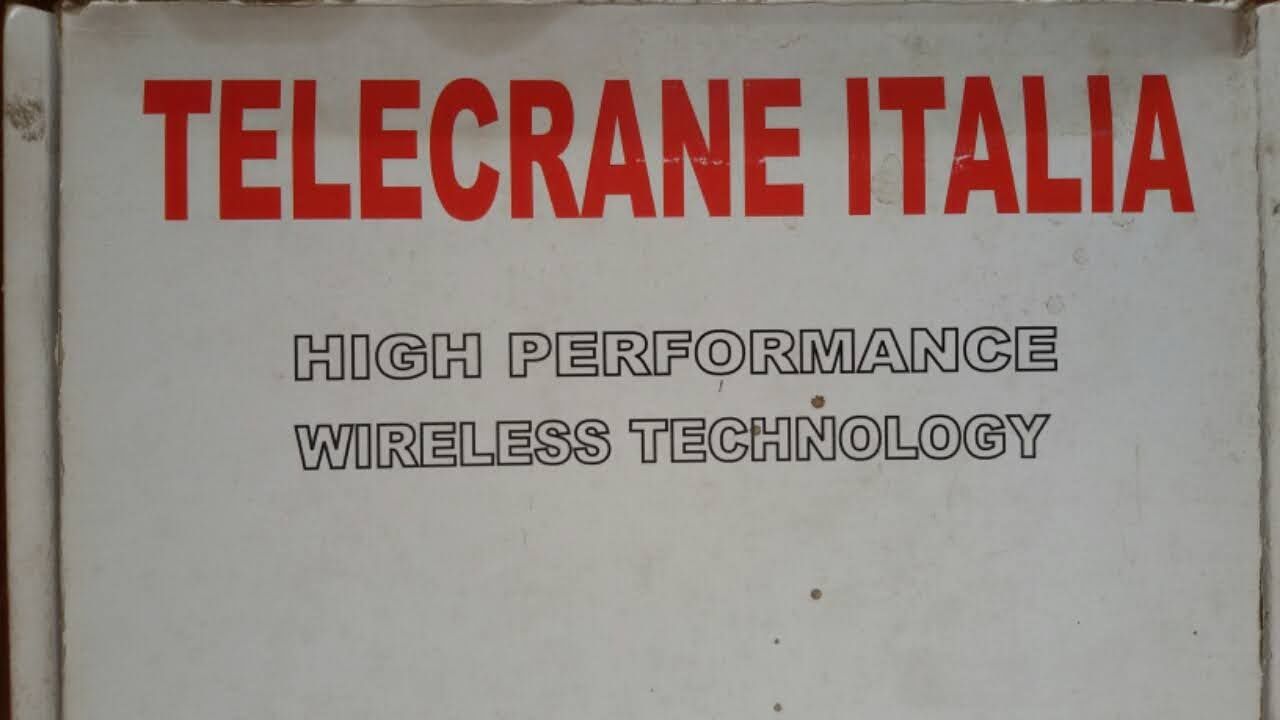 TELECRANE ITALIA
HIGH PERFORMANCE
WIRELESS TECHNOLOGY